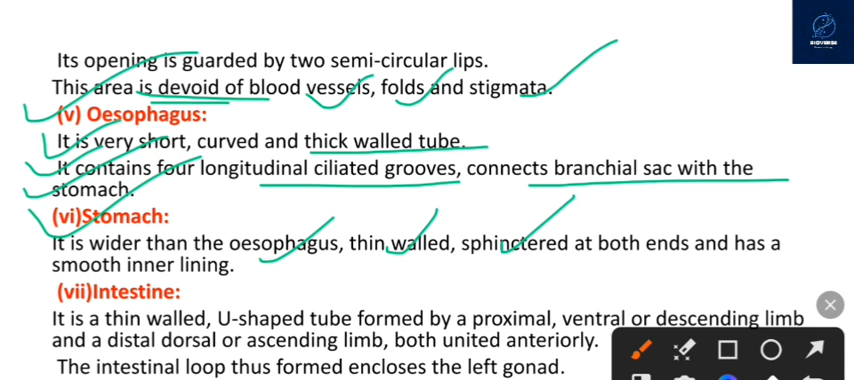 BIOVERSE
Its opening is guarded by two semi-circular lips.
This area is devoid of blood vessels, folds and stigmata.
(v) Oesophagus:
It is very short, curved and thick walled tube.
It contains four longitudinal ciliated grooves, connects branchial sac with the
stomach.
(vi)Stomach:
It is wider than the oesophagus, thin walled, sphinctered at both ends and has a
smooth inner lining.
(vii)Intestine:
It is a thin walled, U-shaped tube formed by a proximal, ventral or descending limb
and a distal dorsal or ascending limb, both united anteriorly.
The intestinal loop thus formed encloses the left gonad.